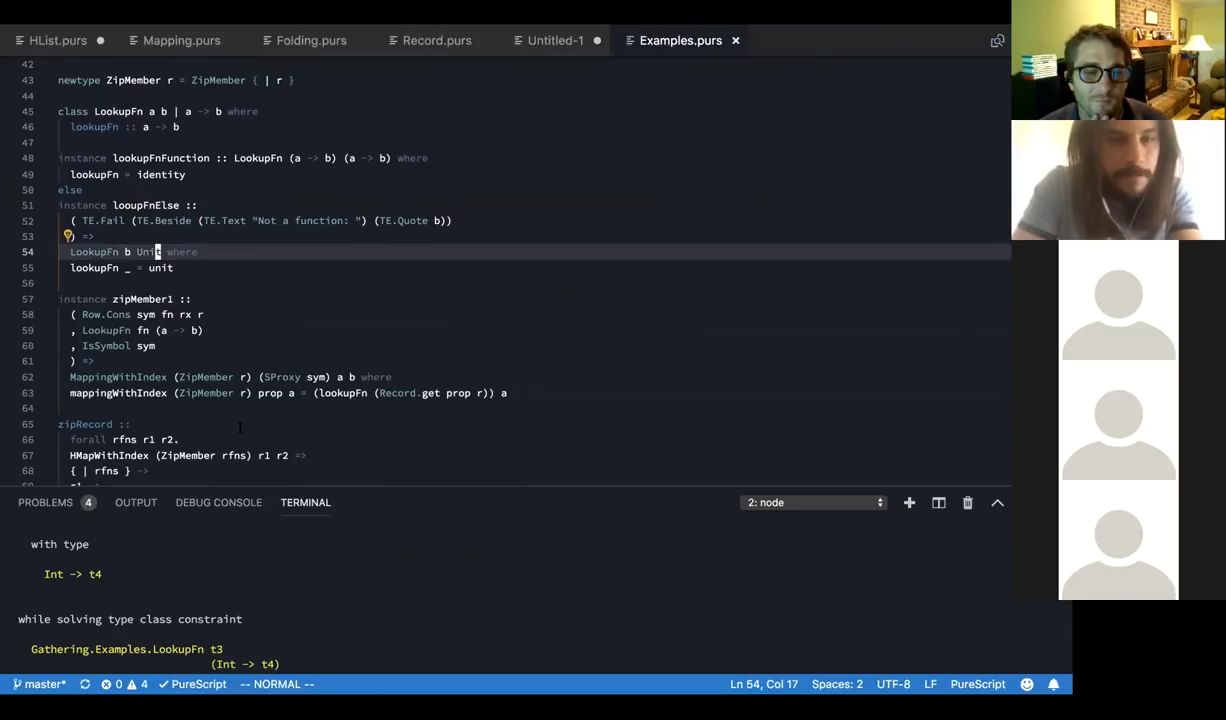 HList.purs
Mapping.purs
Folding.purs
Record.purs
Untitled-1
Examples.purs
42
43 newtype ZipMember r = ZipMember { | r }
44
45 class LookupFn a b | a -> b where
46 lookupFn :: a -> b
47
48 instance lookupFnFunction :: LookupFn (a -> b) (a -> b) where
49 lookupFn = identity
50 else
51 instance looupFnElse ::
52 ( TE.Fail (TE.Beside (TE.Text "Not a function: ") (TE.Quote b))
53 ) =>
54 LookupFn b Unit where
55 lookupFn _ = unit
56
57 instance zipMember1 ::
58 ( Row.Cons sym fn rx r
59 , LookupFn fn (a -> b)
60 , IsSymbol sym
61 ) =>
62 MappingWithIndex (ZipMember r) (SProxy sym) a b where
63 mappingWithIndex (ZipMember r) prop a = (lookupFn (Record.get prop r)) a
64
65 zipRecord ::
66 forall rfns r1 r2.
67 HMapWithIndex (ZipMember rfns) r1 r2 =>
68 { | rfns } ->
PROBLEMS 4 OUTPUT DEBUG CONSOLE TERMINAL 2: node
with type
Int -> t4
while solving type class constraint
Gathering.Examples.LookupFn t3
(Int -> t4)
master* 0 4 PureScript -- NORMAL -- Ln 54, Col 17 Spaces: 2 UTF-8 LF PureScript